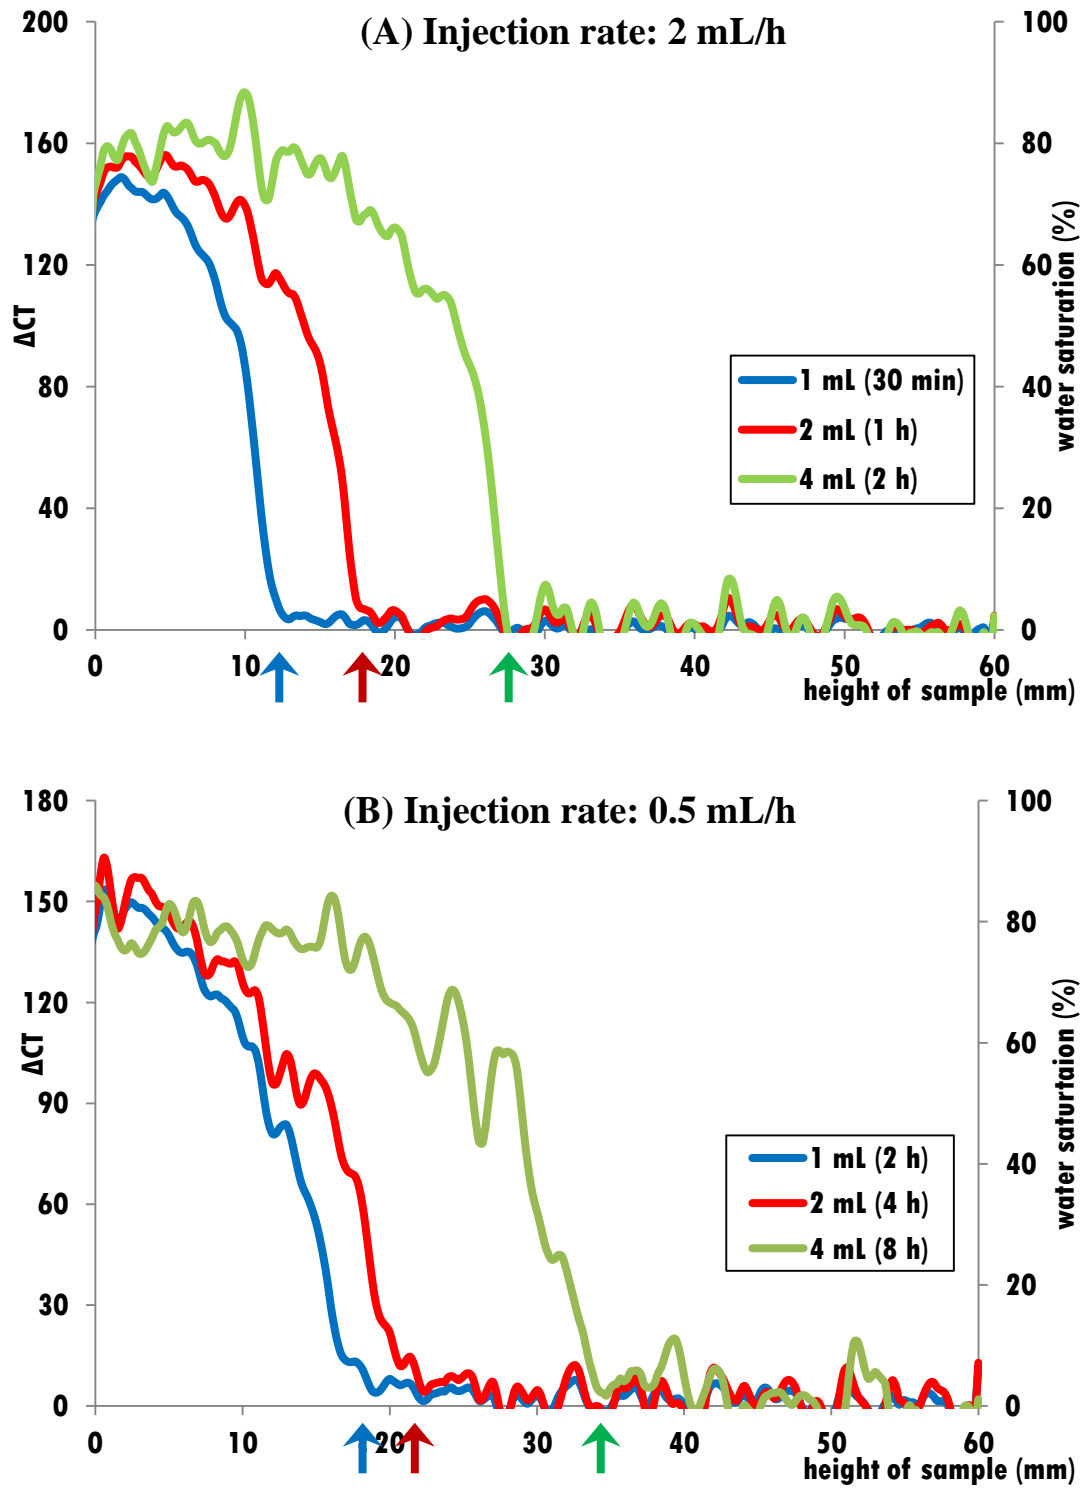 (A) Injection rate: 2 mL/h
200
160
120
80
40
0
ΔCT
100
80
60
40
20
0
water saturation (%)
1 mL (30 min)
2 mL (1 h)
4 mL (2 h)
0 10 20 30 40 50 60
height of sample (mm)
(B) Injection rate: 0.5 mL/h
180
150
120
90
60
30
0
ΔCT
100
80
60
40
20
0
water saturtaion (%)
1 mL (2 h)
2 mL (4 h)
4 mL (8 h)
0 10 20 30 40 50 60
height of sample (mm)